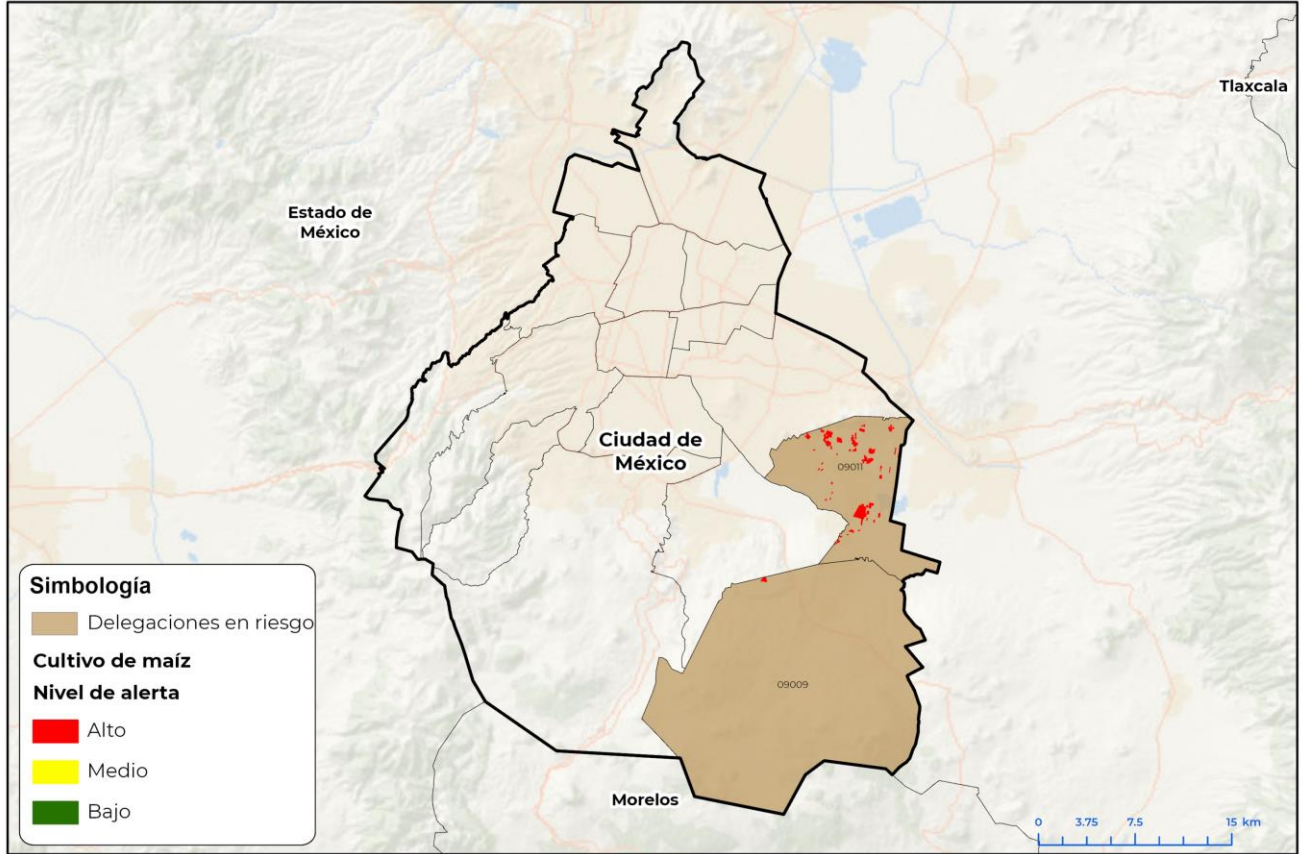 Tlaxcala
Estado de
México
Ciudad de
México
09011
09009
Morelos
Simbología
Delegaciones en riesgo
Cultivo de maíz
Nivel de alerta
Alto
Medio
Bajo
0 3.75 7.5 15 km